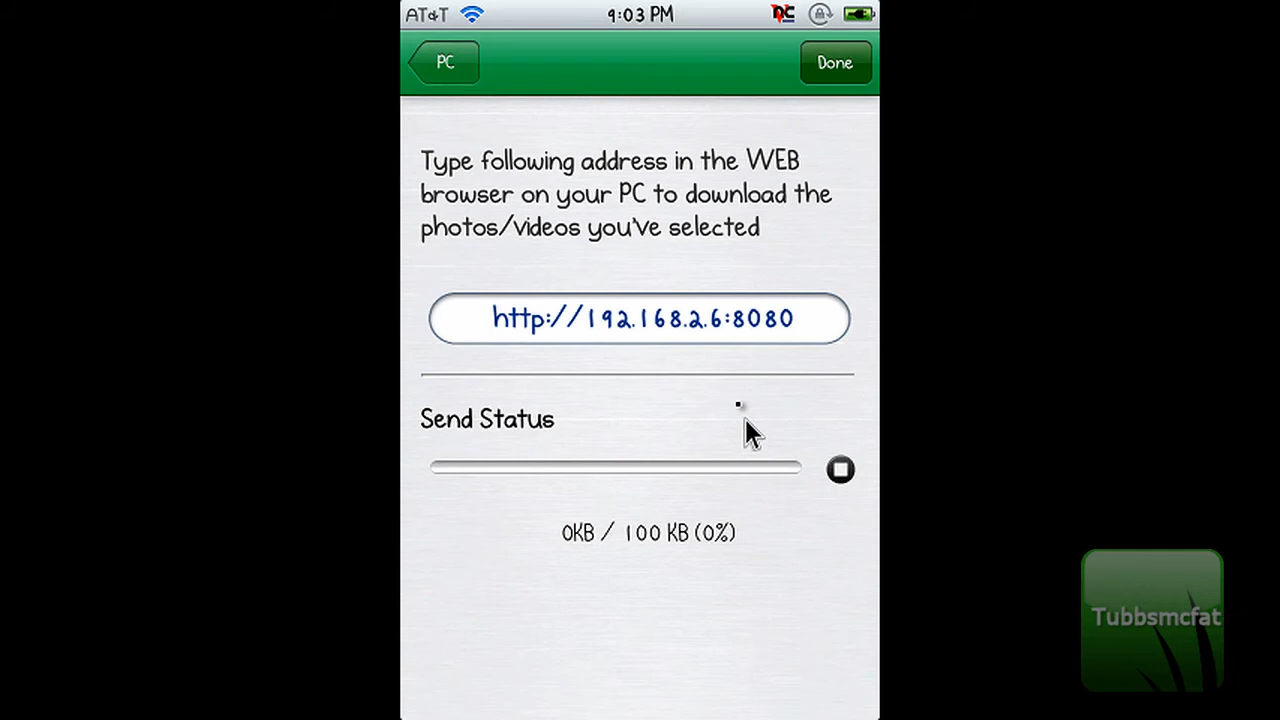 AT&T 9:03 PM
PC Done
Type following address in the WEB
browser on your PC to download the
photos/videos you've selected
http://192.168.2.6:8080
Send Status
0KB / 100 KB (0%)
Tubbsmcfat